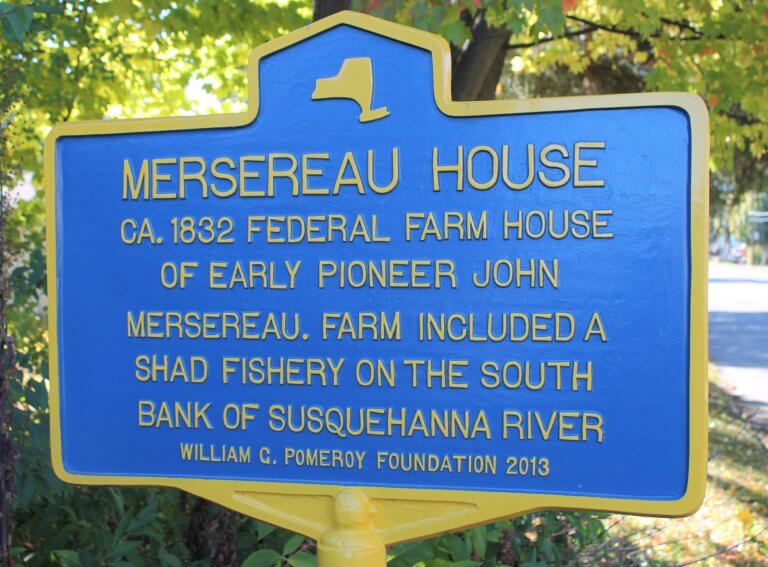 MERSEREAU HOUSE
CA. 1832 FEDERAL FARM HOUSE
OF EARLY PIONEER JOHN
MERSEREAU. FARM INCLUDED A
SHAD FISHERY ON THE SOUTH
BANK OF SUSQUEHANNA RIVER
WILLIAM G. POMEROY FOUNDATION 2013